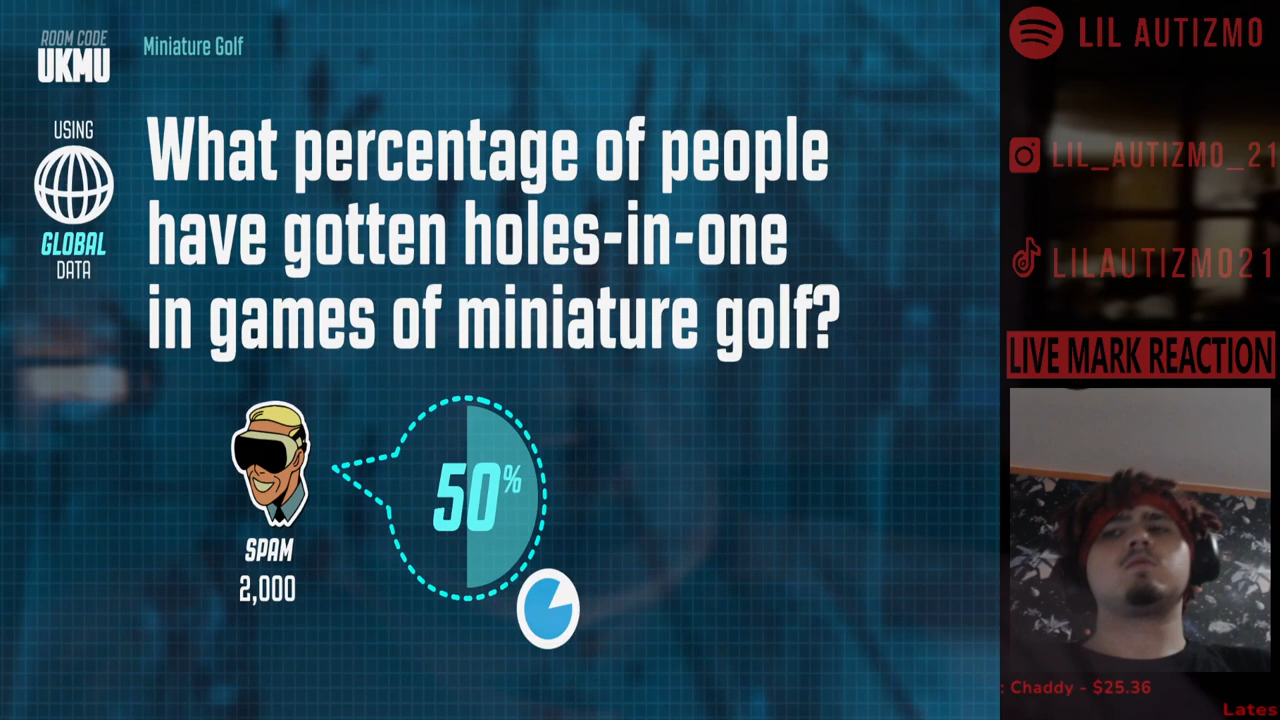 ROOM CODE
UKMU
Miniature Golf
USING
GLOBAL
DATA
What percentage of people
have gotten holes-in-one
in games of miniature golf?
50%
SPAM
2,000
LIL AUTIZMO
LIL_AUTIZMO_21
LILAUTIZMO21
LIVE MARK REACTION
: Chaddy - $25.36
Lates